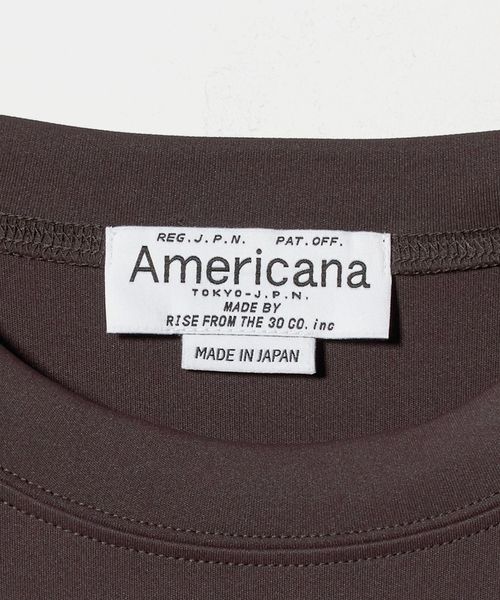 REG.J.P.N. PAT.OFF.
Americana
TOKYO-J.P.N.
MADE BY
RISE FROM THE 30 CO. inc
MADE IN JAPAN